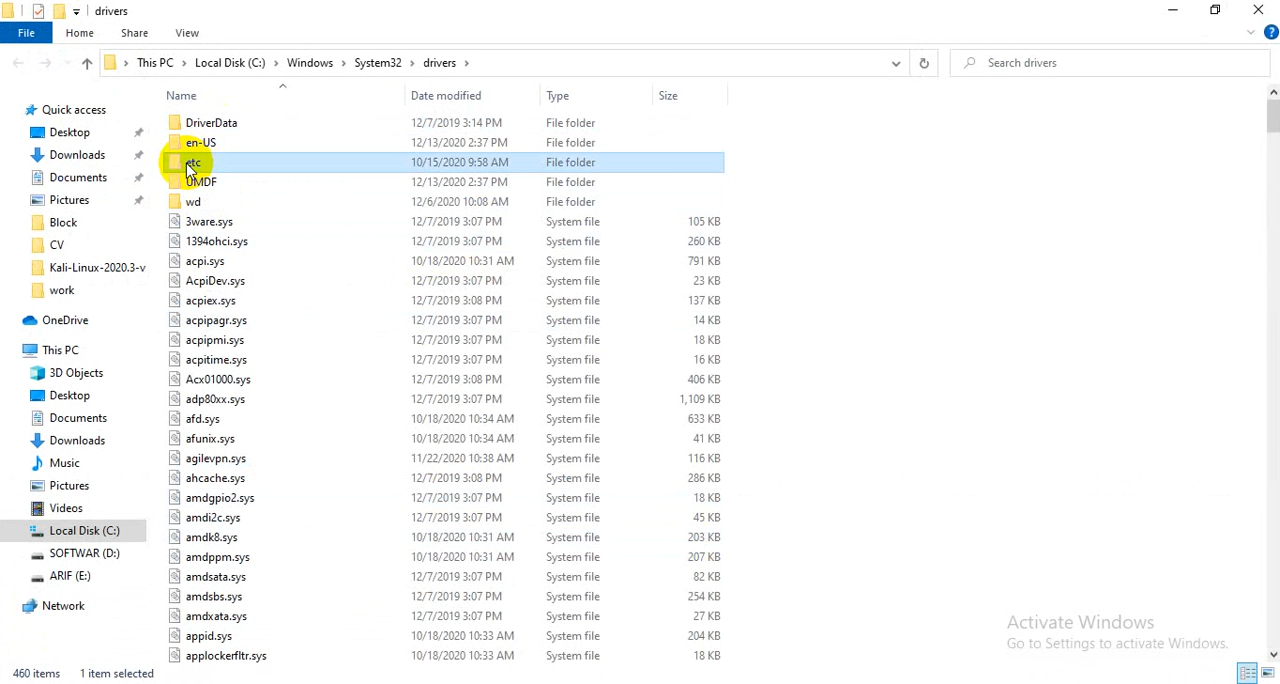 drivers
File Home Share View
This PC Local Disk (C:) Windows System32 drivers
Search drivers
Name Date modified Type Size
Quick access
Desktop
Downloads
Documents
Pictures
Block
CV
Kali-Linux-2020.3-v
work
OneDrive
This PC
3D Objects
Desktop
Documents
Downloads
Music
Pictures
Videos
Local Disk (C:)
SOFTWAR (D:)
ARIF (E:)
Network
DriverData 12/7/2019 3:14 PM File folder
en-US 12/13/2020 2:37 PM File folder
etc 10/15/2020 9:58 AM File folder
UMDF 12/13/2020 2:37 PM File folder
wd 12/6/2020 10:08 AM File folder
3ware.sys 12/7/2019 3:07 PM System file 105 KB
1394ohci.sys 12/7/2019 3:07 PM System file 260 KB
acpi.sys 10/18/2020 10:31 AM System file 791 KB
AcpiDev.sys 12/7/2019 3:07 PM System file 23 KB
acpiex.sys 12/7/2019 3:08 PM System file 137 KB
acpipagr.sys 12/7/2019 3:07 PM System file 14 KB
acpipmi.sys 12/7/2019 3:07 PM System file 18 KB
acpitime.sys 12/7/2019 3:07 PM System file 16 KB
Acx01000.sys 12/7/2019 3:08 PM System file 406 KB
adp80xx.sys 12/7/2019 3:07 PM System file 1,109 KB
afd.sys 10/18/2020 10:34 AM System file 633 KB
afunix.sys 10/18/2020 10:34 AM System file 41 KB
agilevpn.sys 11/22/2020 10:38 AM System file 116 KB
ahcache.sys 12/7/2019 3:08 PM System file 286 KB
amdgpio2.sys 12/7/2019 3:07 PM System file 18 KB
amdi2c.sys 12/7/2019 3:07 PM System file 45 KB
amdk8.sys 10/18/2020 10:31 AM System file 203 KB
amdppm.sys 10/18/2020 10:31 AM System file 207 KB
amdsata.sys 12/7/2019 3:07 PM System file 82 KB
amdsbs.sys 12/7/2019 3:07 PM System file 254 KB
amdxata.sys 12/7/2019 3:07 PM System file 27 KB
appid.sys 10/18/2020 10:33 AM System file 204 KB
applockerfltr.sys 10/18/2020 10:33 AM System file 18 KB
Activate Windows
Go to Settings to activate Windows.
460 items 1 item selected